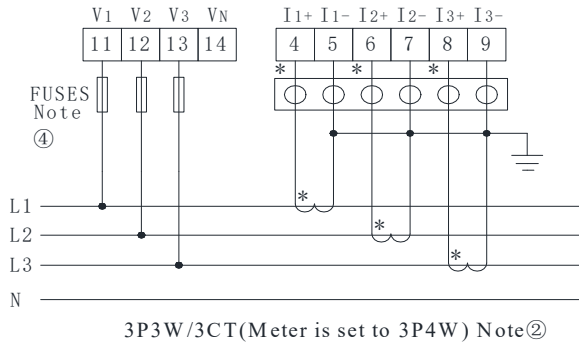 V1 V2 V3 VN I1+ I1- I2+ I2- I3+ I3-
11 12 13 14 4 5 6 7 8 9
* * *
FUSES
Note
④
L1 *
L2 *
L3 *
N
3P3W/3CT(Meter is set to 3P4W) Note②